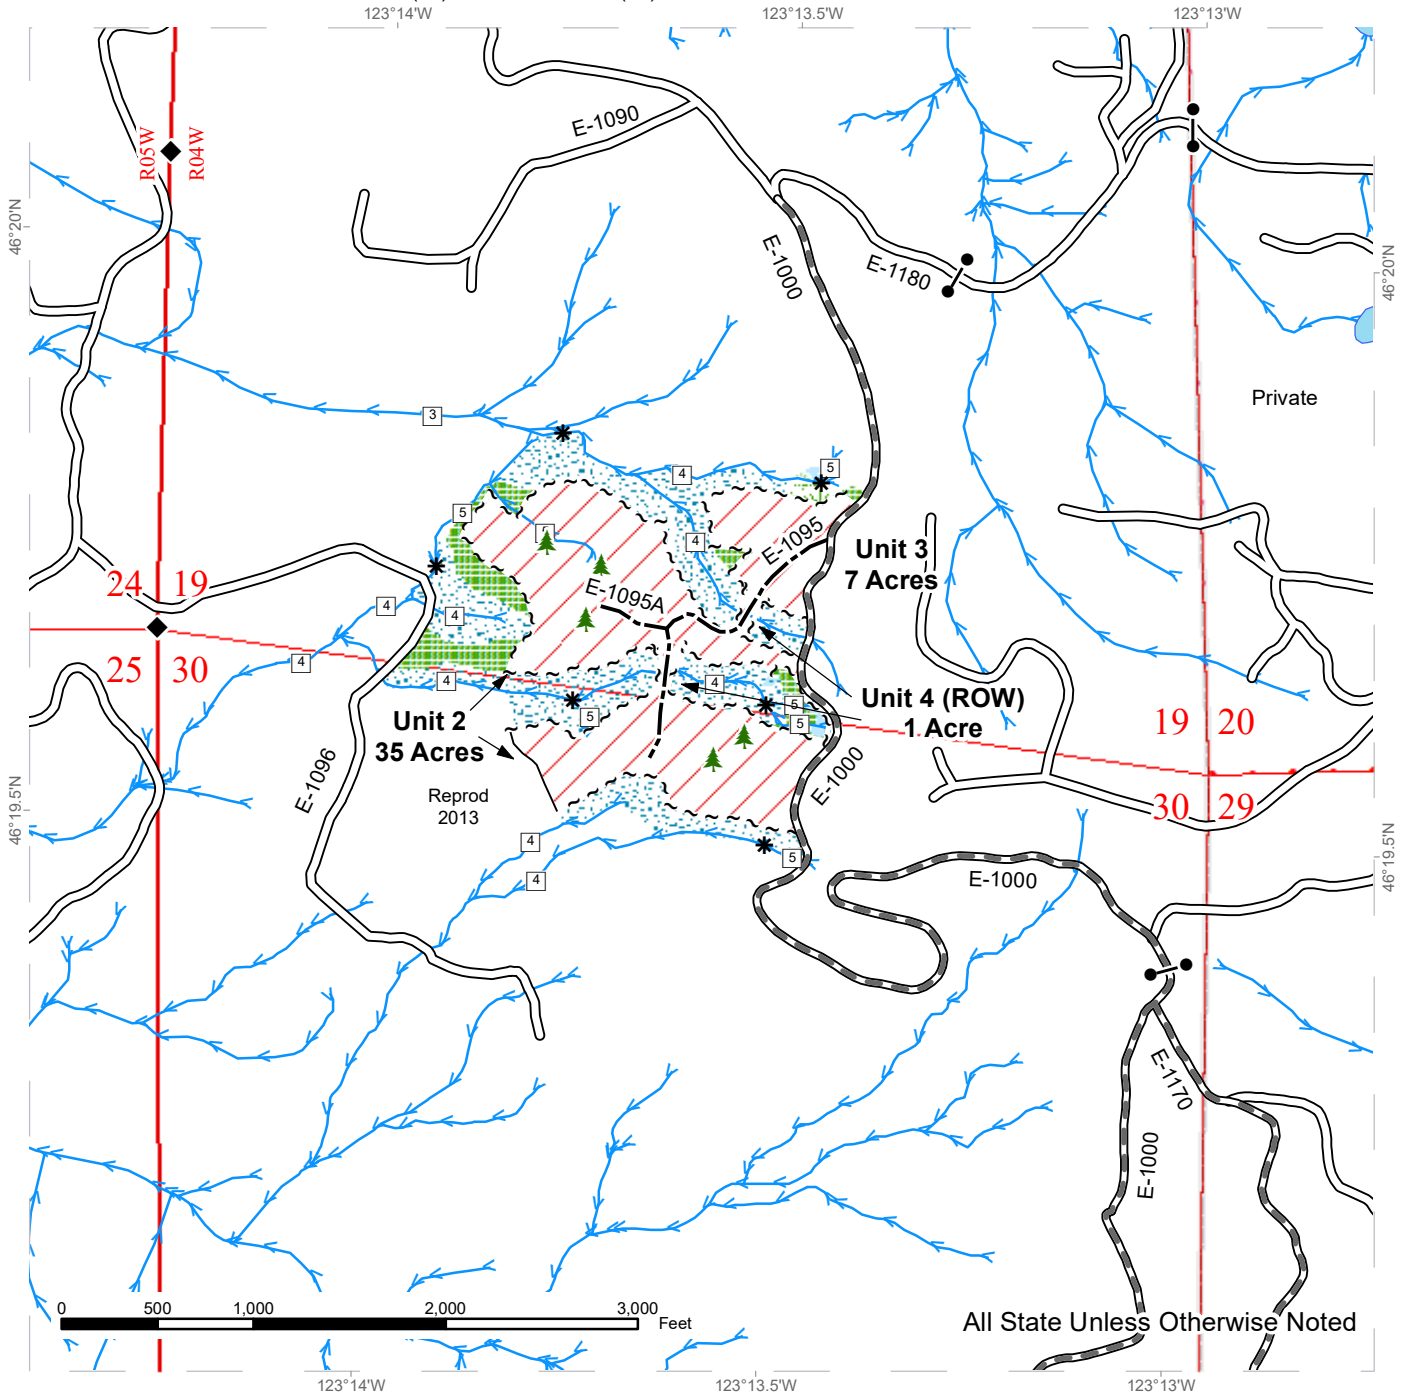 123°14'W
123°13.5'W
123°13'W
R05W
R04W
E-1090
46°20'N
E-1000
E-1180
46°20'N
Private
3
5
4
5
4
E-1095
Unit 3
7 Acres
24
19
E-1095A
4
4
4
25
30
4
4
Unit 4 (ROW)
1 Acre
5
5
5
Unit 2
35 Acres
19
20
E-1096
E-1000
Reprod
2013
30
29
46°19.5'N
4
5
4
E-1000
46°19.5'N
E-1170
E-1000
0
500
1,000
2,000
3,000
Feet
All State Unless Otherwise Noted
123°14'W
123°13.5'W
123°13'W